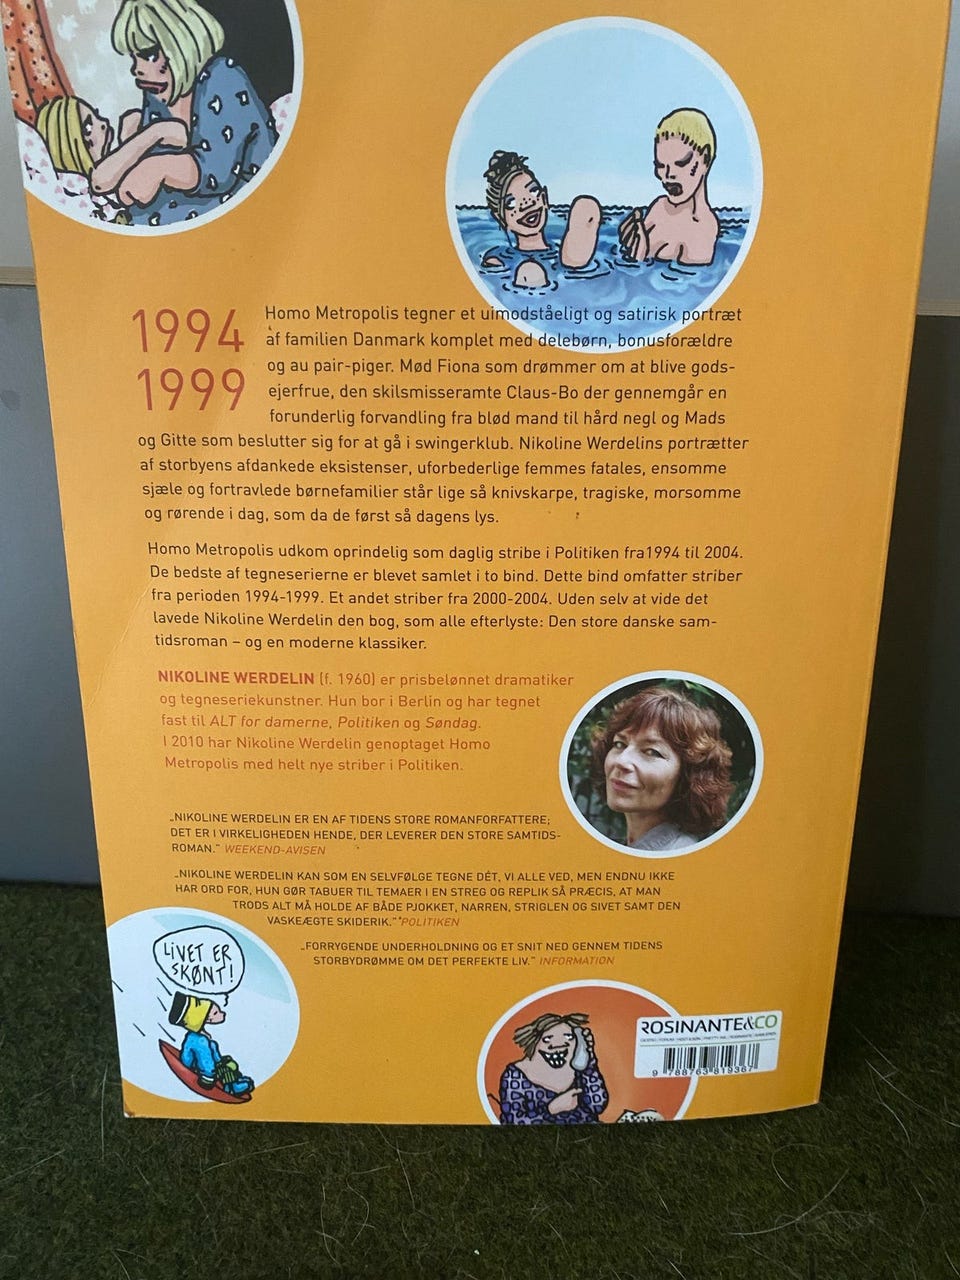 1994
1999
Homo Metropolis tegner et uimodståeligt og satirisk portræt
af familien Danmark komplet med delebørn, bonusforældre
og au pair-piger. Mød Fiona som drømmer om at blive gods-
ejerfrue, den skilsmisseramte Claus-Bo der gennemgår en
forunderlig forvandling fra blød mand til hård negl og Mads
og Gitte som beslutter sig for at gå i swingerklub. Nikoline Werdelins portrætter
af storbyens afdankede eksistenser, uforbederlige femmes fatales, ensomme
sjæle og fortravlede børnefamilier står lige så knivskarpe, tragiske, morsomme
og rørende i dag, som da de først så dagens lys.
Homo Metropolis udkom oprindelig som daglig stribe i Politiken fra1994 til 2004.
De bedste af tegneserierne er blevet samlet i to bind. Dette bind omfatter striber
fra perioden 1994-1999. Et andet striber fra 2000-2004. Uden selv at vide det
lavede Nikoline Werdelin den bog, som alle efterlyste: Den store danske sam-
tidsroman – og en moderne klassiker.
NIKOLINE WERDELIN (f. 1960) er prisbelønnet dramatiker
og tegneseriekunstner. Hun bor i Berlin og har tegnet
fast til ALT for damerne, Politiken og Søndag.
I 2010 har Nikoline Werdelin genoptaget Homo
Metropolis med helt nye striber i Politiken.
„NIKOLINE WERDELIN ER EN AF TIDENS STORE ROMANFORFATTERE;
DET ER I VIRKELIGHEDEN HENDE, DER LEVERER DEN STORE SAMTIDS-
ROMAN.” WEEKEND-AVISEN
„NIKOLINE WERDELIN KAN SOM EN SELVFØLGE TEGNE DÉT, VI ALLE VED, MEN ENDNU IKKE
HAR ORD FOR, HUN GØR TABUER TIL TEMAER I EN STREG OG REPLIK SÅ PRÆCIS, AT MAN
TRODS ALT MÅ HOLDE AF BÅDE PJOKKET, NARREN, STRIGLEN OG SIVET SAMT DEN
VASKEÆGTE SKIDERIK.” POLITIKEN
„FORRYGENDE UNDERHOLDNING OG ET SNIT NED GENNEM TIDENS
STORBYDRØMME OM DET PERFEKTE LIV.” INFORMATION
LIVET ER
SKØNT!
ROSINANTE&CO
9 788763 819367